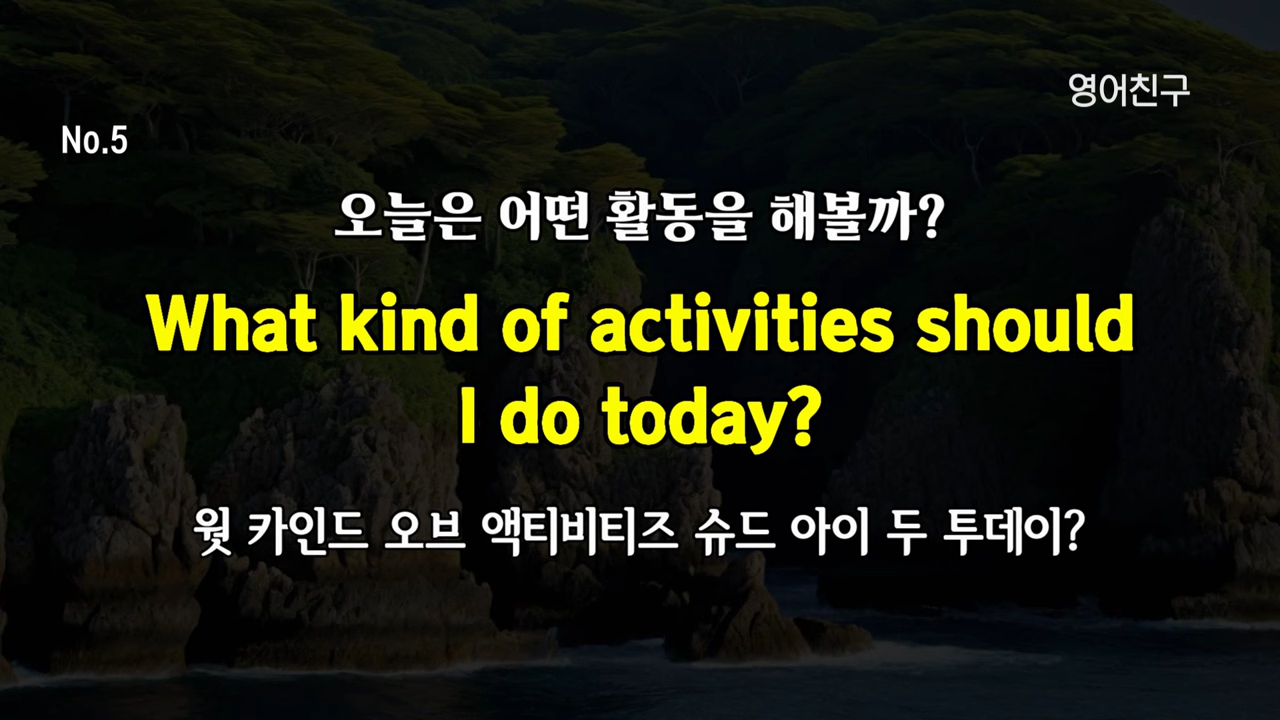 영어친구
No.5
오늘은 어떤 활동을 해볼까?
What kind of activities should
I do today?
웟 카인드 오브 액티비티즈 슈드 아이 두 투데이?